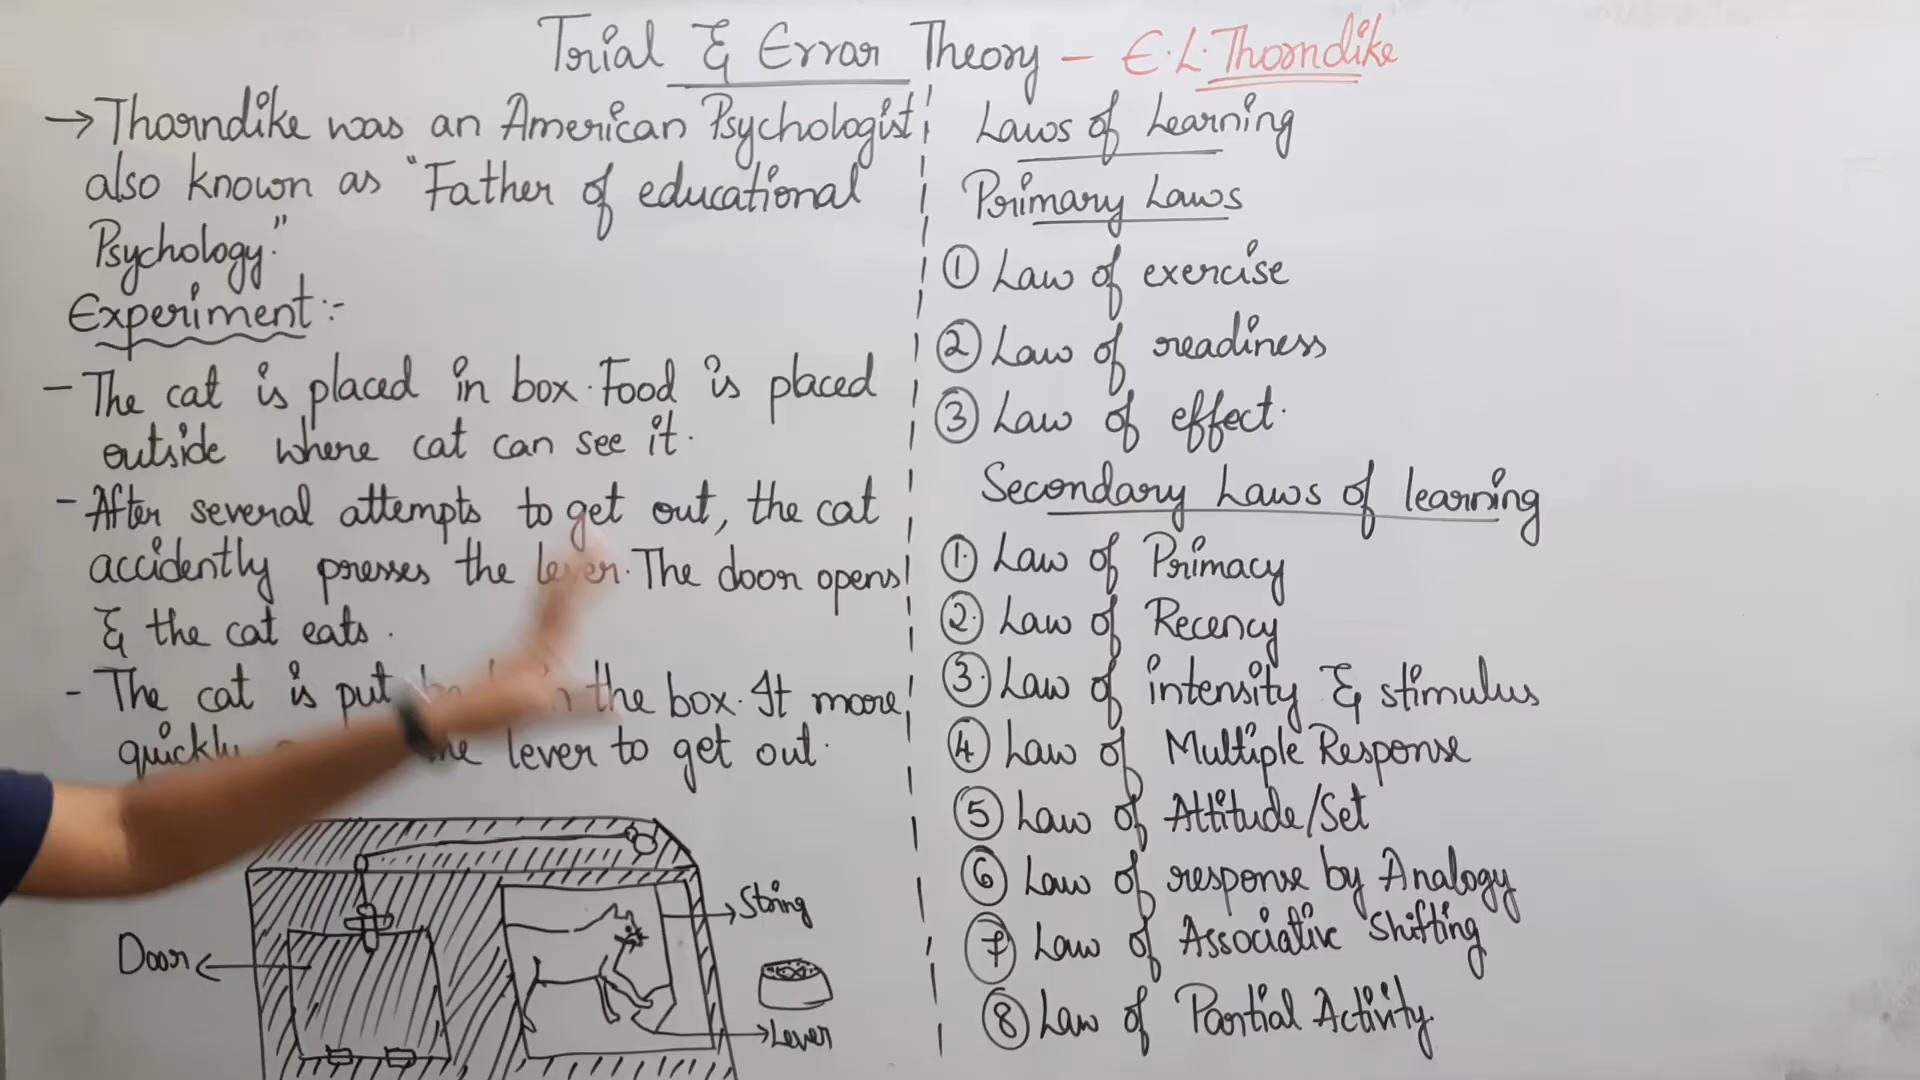 Trial & Error Theory - E.L. Thorndike
→ Thorndike was an American Psychologist
also known as "Father of educational
Psychology."
Experiment:-
- The cat is placed in box. Food is placed
outside where cat can see it.
- After several attempts to get out, the cat
accidently presses the lever. The door opens
& the cat eats.
- The cat is put in the box. It more
quickly the lever to get out.
Door
String
Lever
Laws of Learning
Primary Laws
① Law of exercise
② Law of readiness
③ Law of effect.
Secondary Laws of learning
①. Law of Primacy
②. Law of Recency
③. Law of intensity & stimulus
④ Law of Multiple Response
⑤ Law of Attitude/Set
⑥ Law of response by Analogy
⑦ Law of Associative Shifting
⑧ Law of Partial Activity